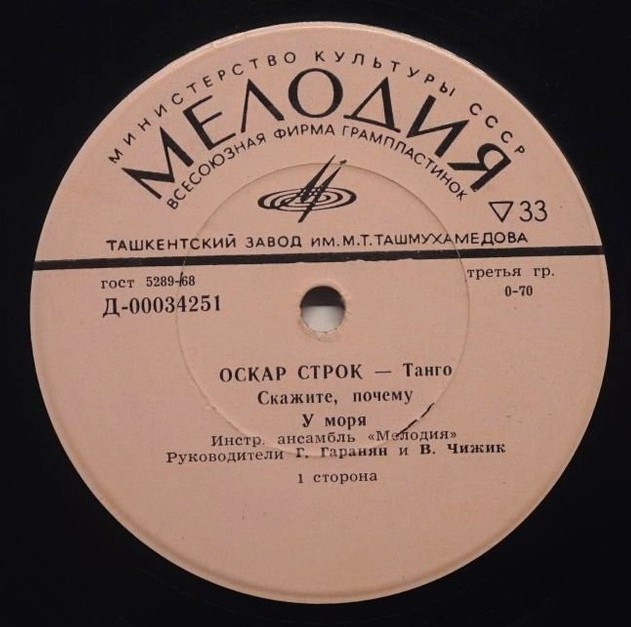 МИНИСТЕРСТВО КУЛЬТУРЫ СССР
МЕЛОДИЯ
ВСЕСОЮЗНАЯ ФИРМА ГРАМПЛАСТИНОК
▽33
ТАШКЕНТСКИЙ ЗАВОД ИМ. М.Т.ТАШМУХАМЕДОВА
гост 5289-68
третья гр.
Д-00034251
0-70
ОСКАР СТРОК — Танго
Скажите, почему
У моря
Инстр. ансамбль «Мелодия»
Руководители Г. Гаранян и В. Чижик
1 сторона